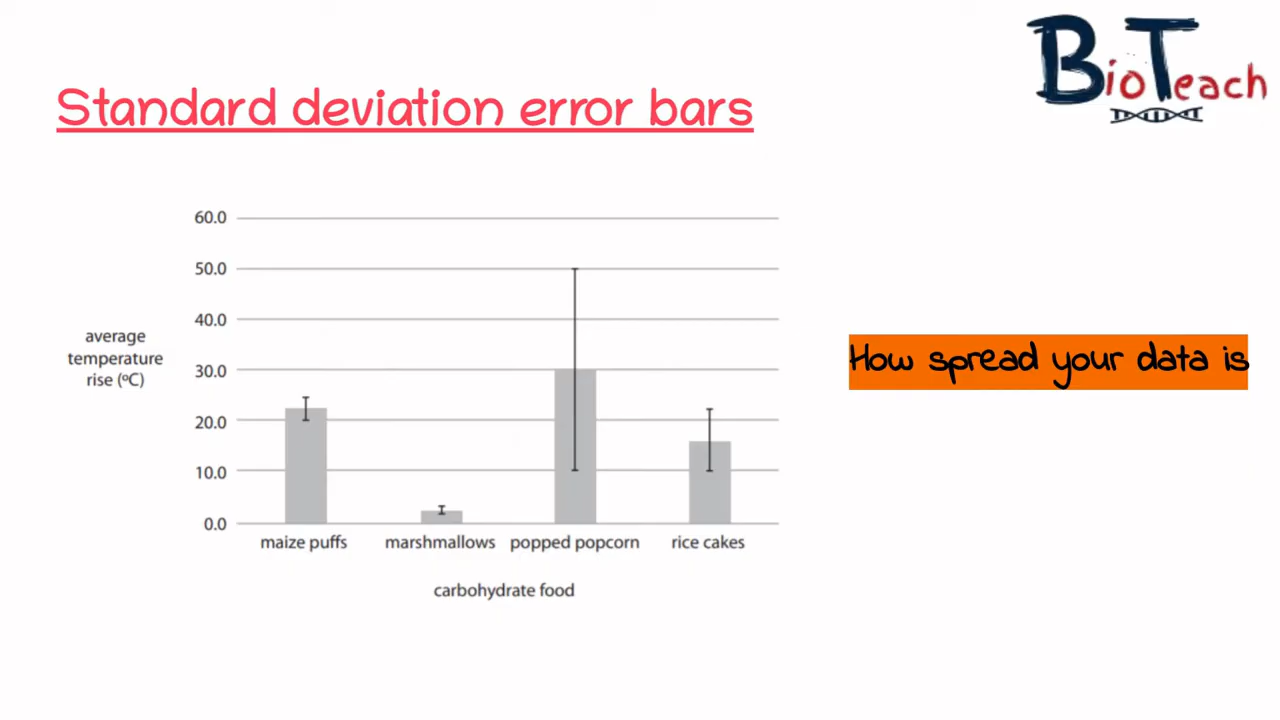 BioTeach
Standard deviation error bars
60.0
50.0
40.0
30.0
20.0
10.0
0.0
average
temperature
rise (ºC)
How spread your data is
maize puffs marshmallows popped popcorn rice cakes
carbohydrate food